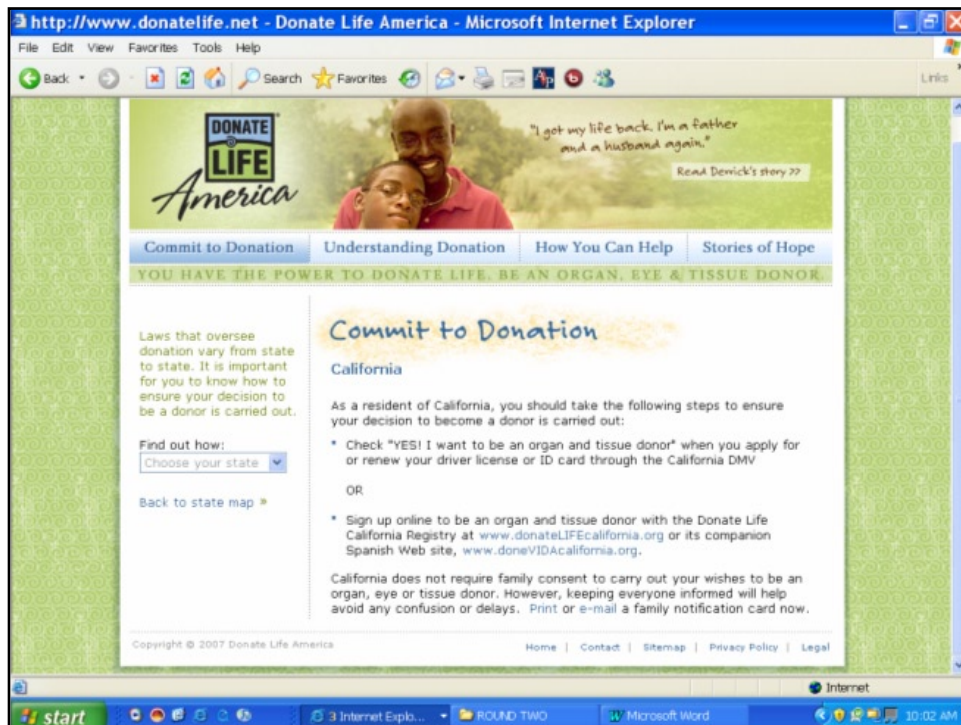 http://www.donatelife.net - Donate Life America - Microsoft Internet Explorer
File Edit View Favorites Tools Help
Back Search Favorites Links
DONATE LIFE
America
"I got my life back. I'm a father
and a husband again."
Read Derrick's story >>
Commit to Donation Understanding Donation How You Can Help Stories of Hope
YOU HAVE THE POWER TO DONATE LIFE. BE AN ORGAN, EYE & TISSUE DONOR.
Laws that oversee
donation vary from state
to state. It is important
for you to know how to
ensure your decision to
be a donor is carried out.
Find out how:
Choose your state
Back to state map »
Commit to Donation
California
As a resident of California, you should take the following steps to ensure
your decision to become a donor is carried out:
* Check "YES! I want to be an organ and tissue donor" when you apply for
or renew your driver license or ID card through the California DMV
OR
* Sign up online to be an organ and tissue donor with the Donate Life
California Registry at www.donateLIFEcalifornia.org or its companion
Spanish Web site, www.doneVIDAcalifornia.org.
California does not require family consent to carry out your wishes to be an
organ, eye or tissue donor. However, keeping everyone informed will help
avoid any confusion or delays. Print or e-mail a family notification card now.
Copyright © 2007 Donate Life America Home | Contact | Sitemap | Privacy Policy | Legal
Internet
start 3 Internet Explo... ROUND TWO Microsoft Word 10:02 AM